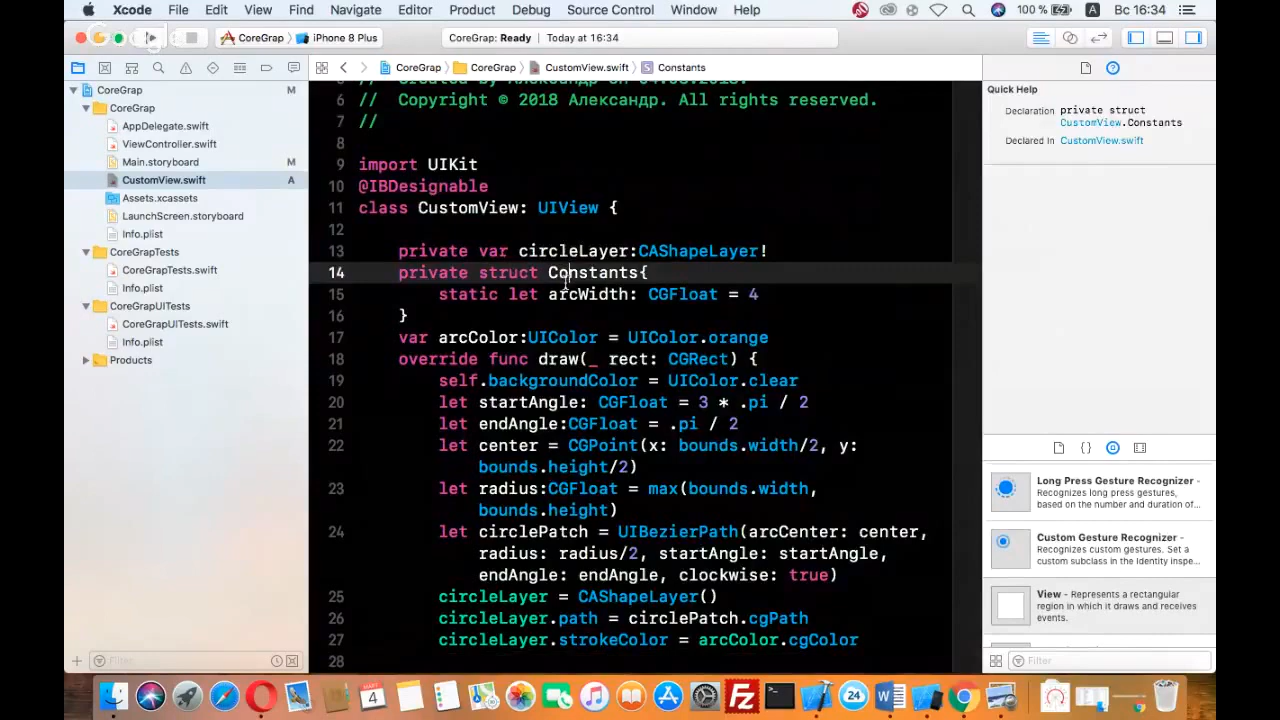 Xcode File Edit View Find Navigate Editor Product Debug Source Control Window Help 100 % A Вс 16:34
CoreGrap iPhone 8 Plus CoreGrap: Ready Today at 16:34
CoreGrap CoreGrap CustomView.swift S Constants
CoreGrap M
CoreGrap
AppDelegate.swift
ViewController.swift
Main.storyboard M
CustomView.swift A
Assets.xcassets
LaunchScreen.storyboard
Info.plist
CoreGrapTests
CoreGrapTests.swift
Info.plist
CoreGrapUITests
CoreGrapUITests.swift
Info.plist
Products
Filter
6 // Copyright © 2018 Александр. All rights reserved.
7 //
8
9 import UIKit
10 @IBDesignable
11 class CustomView: UIView {
12
13 private var circleLayer:CAShapeLayer!
14 private struct Constants{
15 static let arcWidth: CGFloat = 4
16 }
17 var arcColor:UIColor = UIColor.orange
18 override func draw(_ rect: CGRect) {
19 self.backgroundColor = UIColor.clear
20 let startAngle: CGFloat = 3 * .pi / 2
21 let endAngle:CGFloat = .pi / 2
22 let center = CGPoint(x: bounds.width/2, y:
bounds.height/2)
23 let radius:CGFloat = max(bounds.width,
bounds.height)
24 let circlePatch = UIBezierPath(arcCenter: center,
radius: radius/2, startAngle: startAngle,
endAngle: endAngle, clockwise: true)
25 circleLayer = CAShapeLayer()
26 circleLayer.path = circlePatch.cgPath
27 circleLayer.strokeColor = arcColor.cgColor
28
Quick Help
Declaration private struct
CustomView.Constants
Declared In CustomView.swift
Long Press Gesture Recognizer -
Recognizes long press gestures,
based on the number and duration of...
Custom Gesture Recognizer -
Recognizes custom gestures. Set a
custom subclass in the identity inspe...
View - Represents a rectangular
region in which it draws and receives
events.
Filter
MAR
4
Fz
24
W